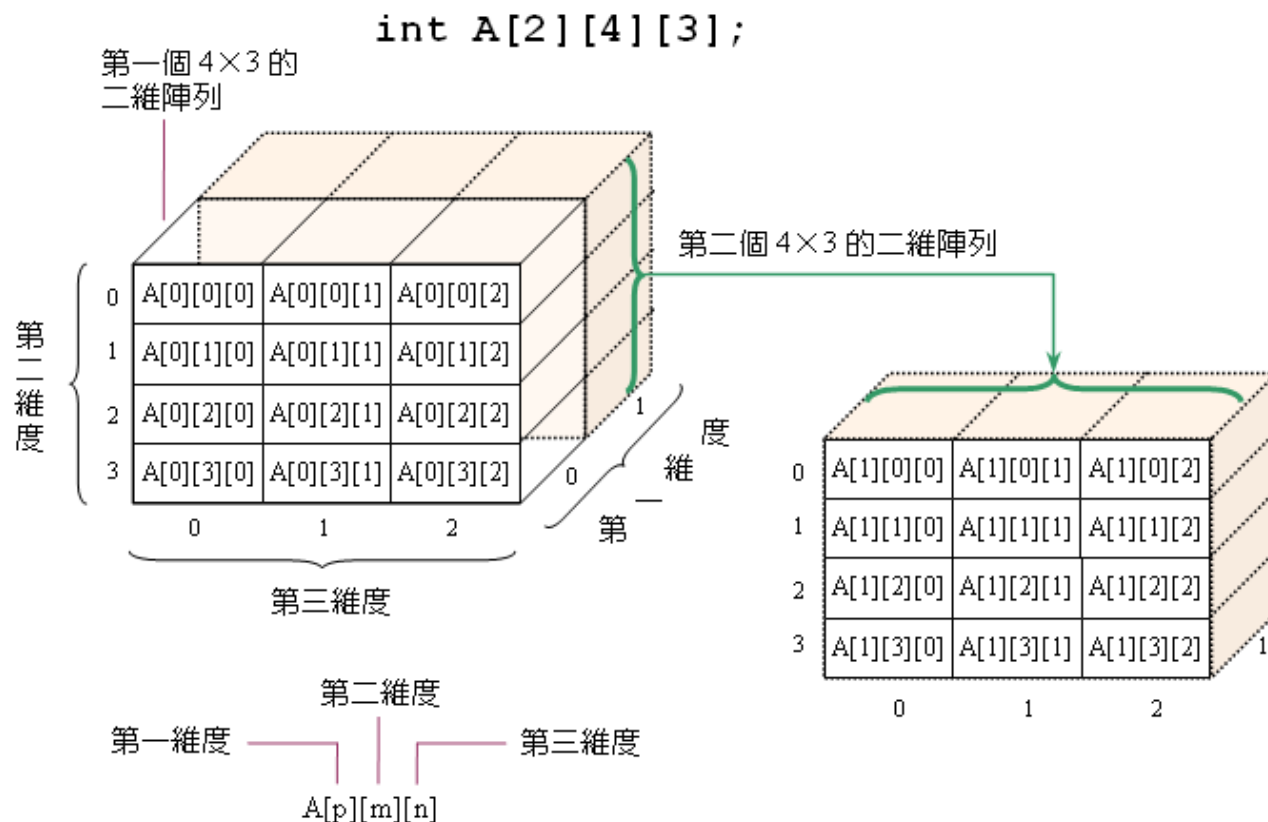 int A[2][4][3];
第一個 4×3 的
二維陣列
第二個 4×3 的二維陣列
第二維度
0 A[0][0][0] A[0][0][1] A[0][0][2]
1 A[0][1][0] A[0][1][1] A[0][1][2]
2 A[0][2][0] A[0][2][1] A[0][2][2]
3 A[0][3][0] A[0][3][1] A[0][3][2]
0 1 2
第三維度
0 1
第一維度
0 A[1][0][0] A[1][0][1] A[1][0][2]
1 A[1][1][0] A[1][1][1] A[1][1][2]
2 A[1][2][0] A[1][2][1] A[1][2][2]
3 A[1][3][0] A[1][3][1] A[1][3][2]
1
0 1 2
第二維度
第一維度
第三維度
A[p][m][n]